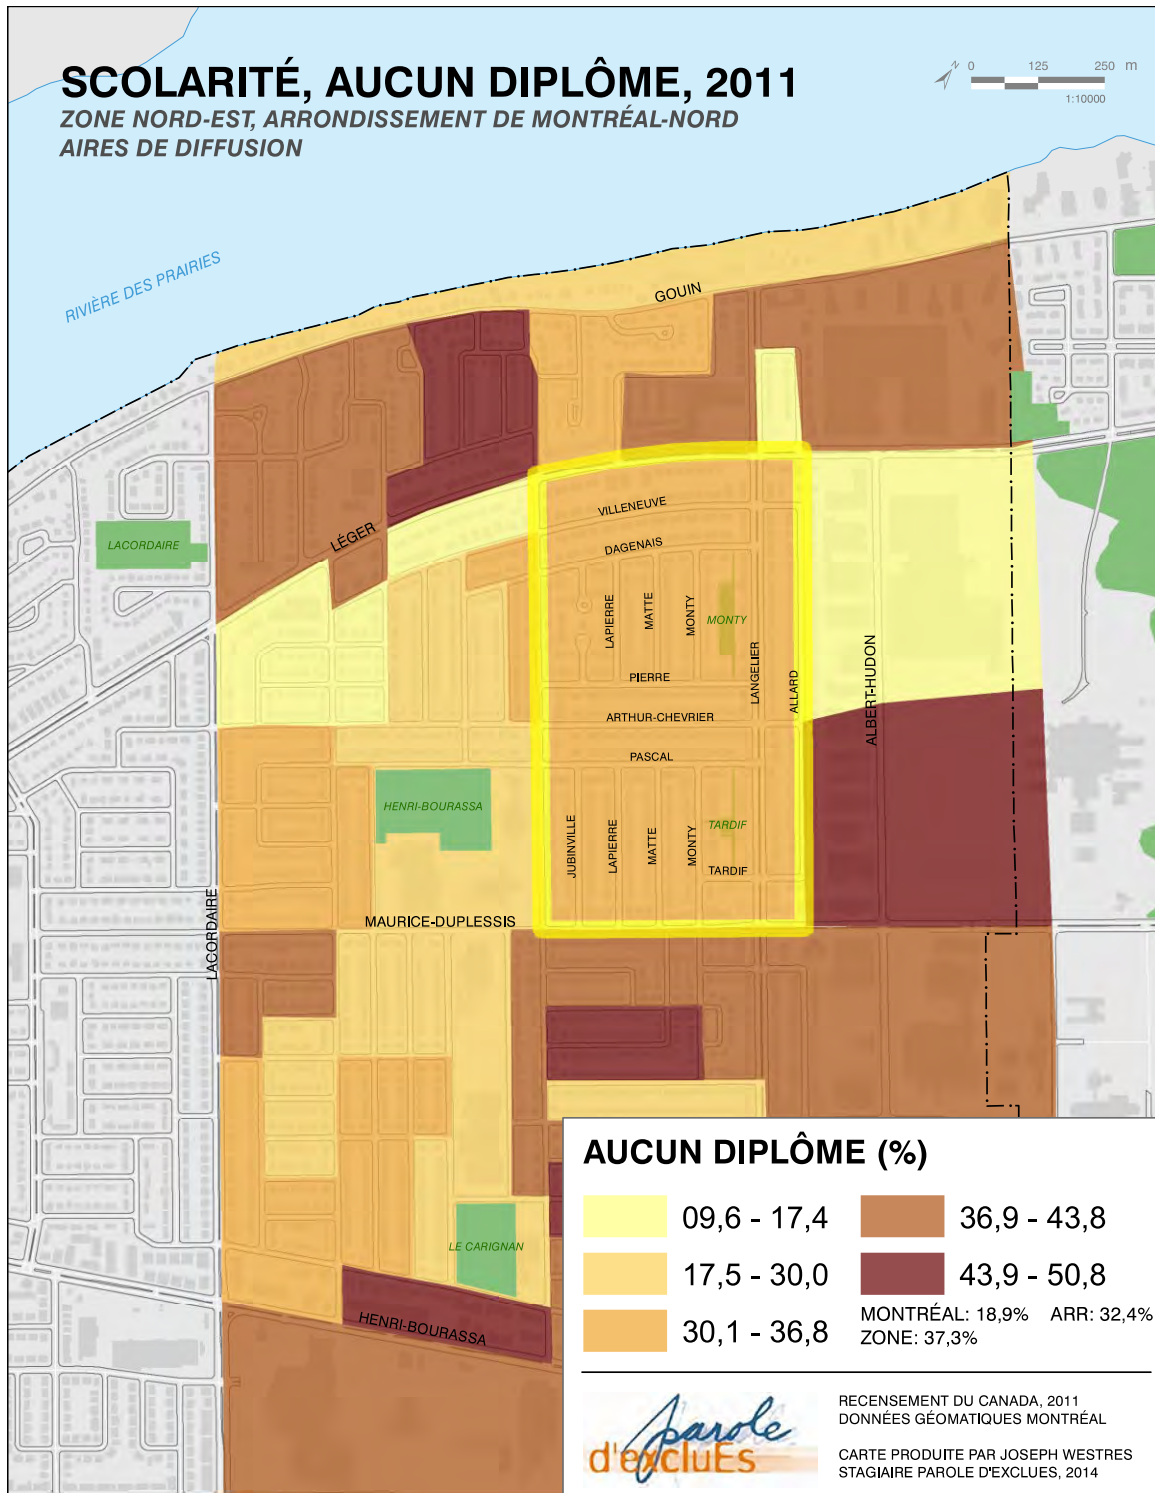 SCOLARITÉ, AUCUN DIPLÔME, 2011
ZONE NORD-EST, ARRONDISSEMENT DE MONTRÉAL-NORD
AIRES DE DIFFUSION
N
0 125 250 m
1:10000
RIVIÈRE DES PRAIRIES
GOUIN
LACORDAIRE
LÉGER
VILLENEUVE
DAGENAIS
LAPIERRE
MATTE
MONTY
MONTY
LANGELIER
ALLARD
ALBERT-HUDON
PIERRE
ARTHUR-CHEVRIER
PASCAL
HENRI-BOURASSA
JUBINVILLE
LAPIERRE
MATTE
MONTY
TARDIF
TARDIF
MAURICE-DUPLESSIS
LACORDAIRE
LE CARIGNAN
HENRI-BOURASSA
AUCUN DIPLÔME (%)
09,6 - 17,4
17,5 - 30,0
30,1 - 36,8
36,9 - 43,8
43,9 - 50,8
MONTRÉAL: 18,9% ARR: 32,4%
ZONE: 37,3%
parole
d'excluEs
RECENSEMENT DU CANADA, 2011
DONNÉES GÉOMATIQUES MONTRÉAL
CARTE PRODUITE PAR JOSEPH WESTRES
STAGIAIRE PAROLE D'EXCLUES, 2014